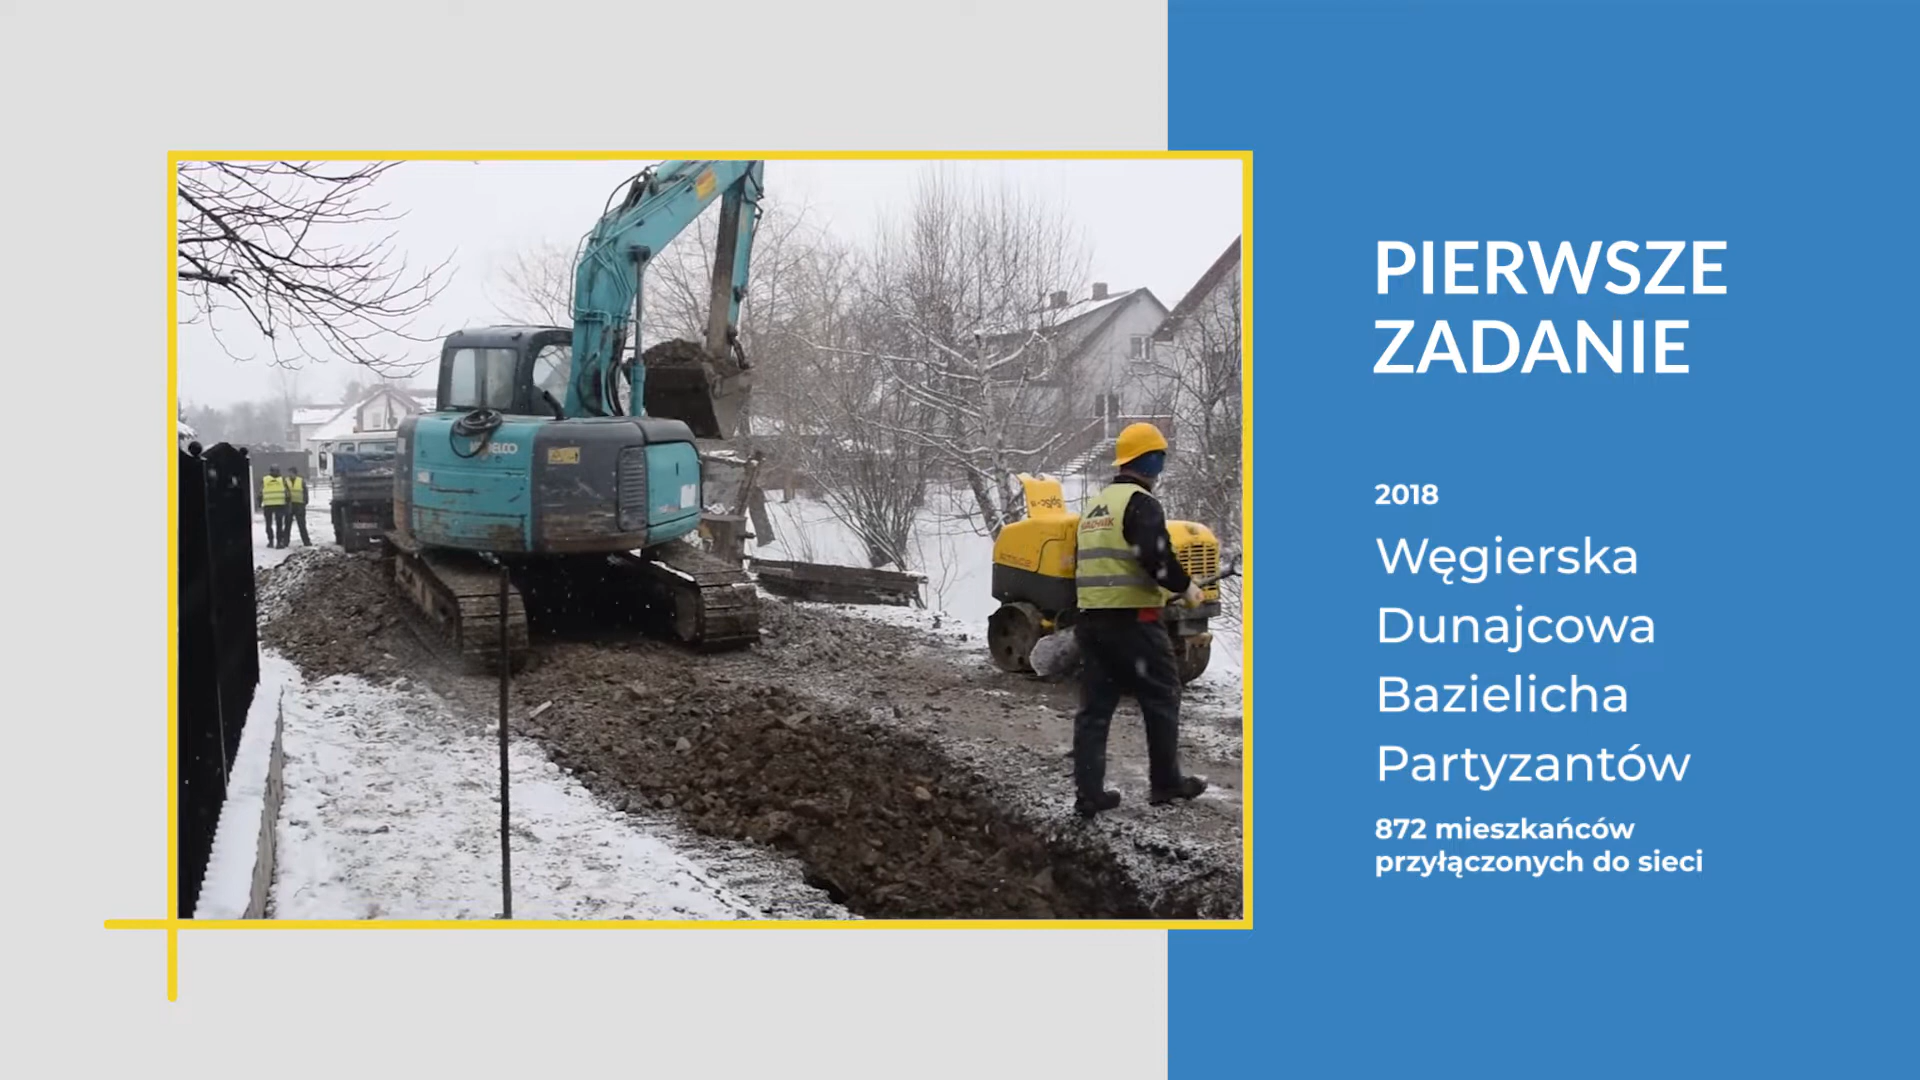 PIERWSZE
ZADANIE
2018
Węgierska
Dunajcowa
Bazielicha
Partyzantów
872 mieszkańców
przyłączonych do sieci